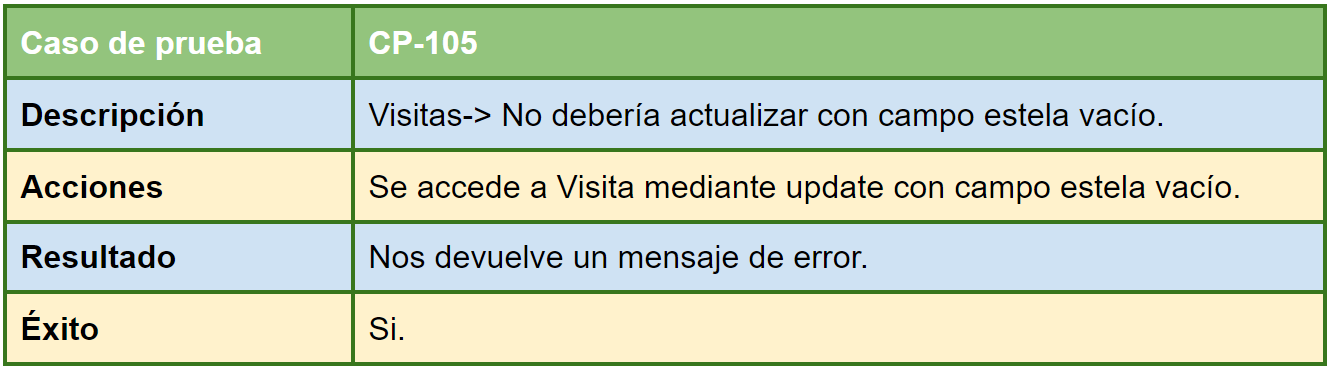 Caso de prueba CP-105
Descripción Visitas-> No debería actualizar con campo estela vacío.
Acciones Se accede a Visita mediante update con campo estela vacío.
Resultado Nos devuelve un mensaje de error.
Éxito Si.